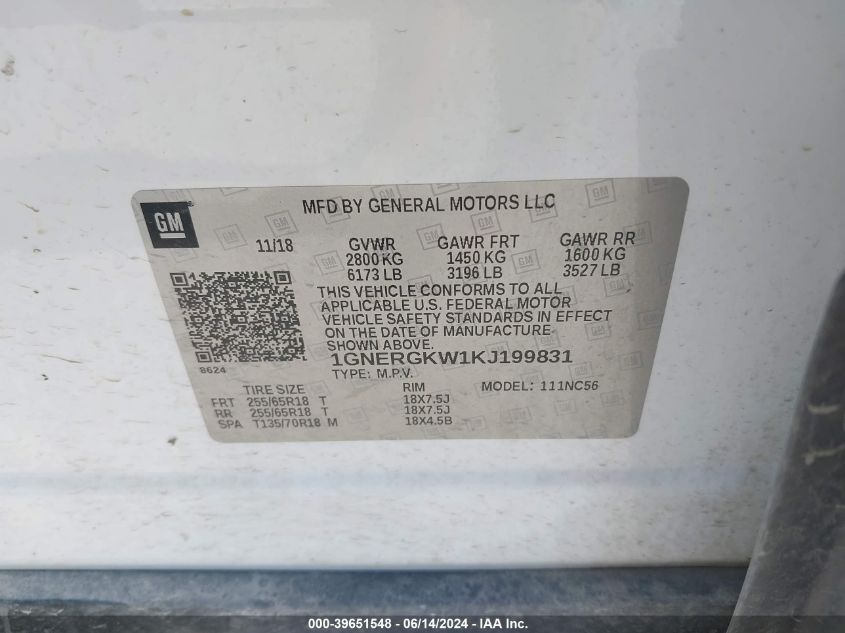 GM
MFD BY GENERAL MOTORS LLC
11/18 GVWR GAWR FRT GAWR RR
2800 KG 1450 KG 1600 KG
6173 LB 3196 LB 3527 LB
THIS VEHICLE CONFORMS TO ALL
APPLICABLE U.S. FEDERAL MOTOR
VEHICLE SAFETY STANDARDS IN EFFECT
ON THE DATE OF MANUFACTURE
SHOWN ABOVE.
8624
1GNERGKW1KJ199831
TYPE: M.P.V. MODEL: 111NC56
TIRE SIZE RIM
FRT 255/65R18 T 18X7.5J
RR 255/65R18 T 18X7.5J
SPA T135/70R18 M 18X4.5B
000-39651548 - 06/14/2024 - IAA Inc.